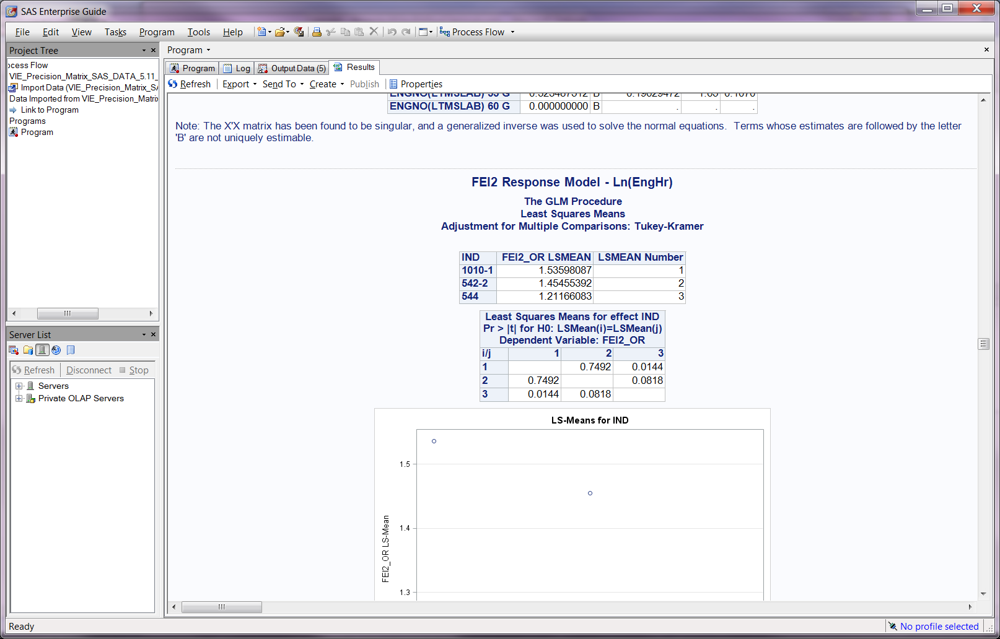 SAS Enterprise Guide
File Edit View Tasks Program Tools Help Process Flow
Project Tree
ocess Flow
VIE_Precision_Matrix_SAS_DATA_5.11_
Import Data (VIE_Precision_Matrix_SA
Data Imported from VIE_Precision_Matrix
Link to Program
Programs
Program
Server List
Refresh Disconnect Stop
Servers
Private OLAP Servers
Program
Program Log Output Data (5) Results
Refresh Export Send To Create Publish Properties
ENGNO(LTMSLAB) 60 G 0.000000000 B . . .
Note: The X'X matrix has been found to be singular, and a generalized inverse was used to solve the normal equations. Terms whose estimates are followed by the letter
'B' are not uniquely estimable.
FEI2 Response Model - Ln(EngHr)
The GLM Procedure
Least Squares Means
Adjustment for Multiple Comparisons: Tukey-Kramer
IND FEI2_OR LSMEAN LSMEAN Number
1010-1 1.53598087 1
542-2 1.45455392 2
544 1.21166083 3
Least Squares Means for effect IND
Pr > |t| for H0: LSMean(i)=LSMean(j)
Dependent Variable: FEI2_OR
i/j 1 2 3
1 0.7492 0.0144
2 0.7492 0.0818
3 0.0144 0.0818
LS-Means for IND
1.5
1.4
1.3
FEI2_OR LS-Mean
Ready
No profile selected